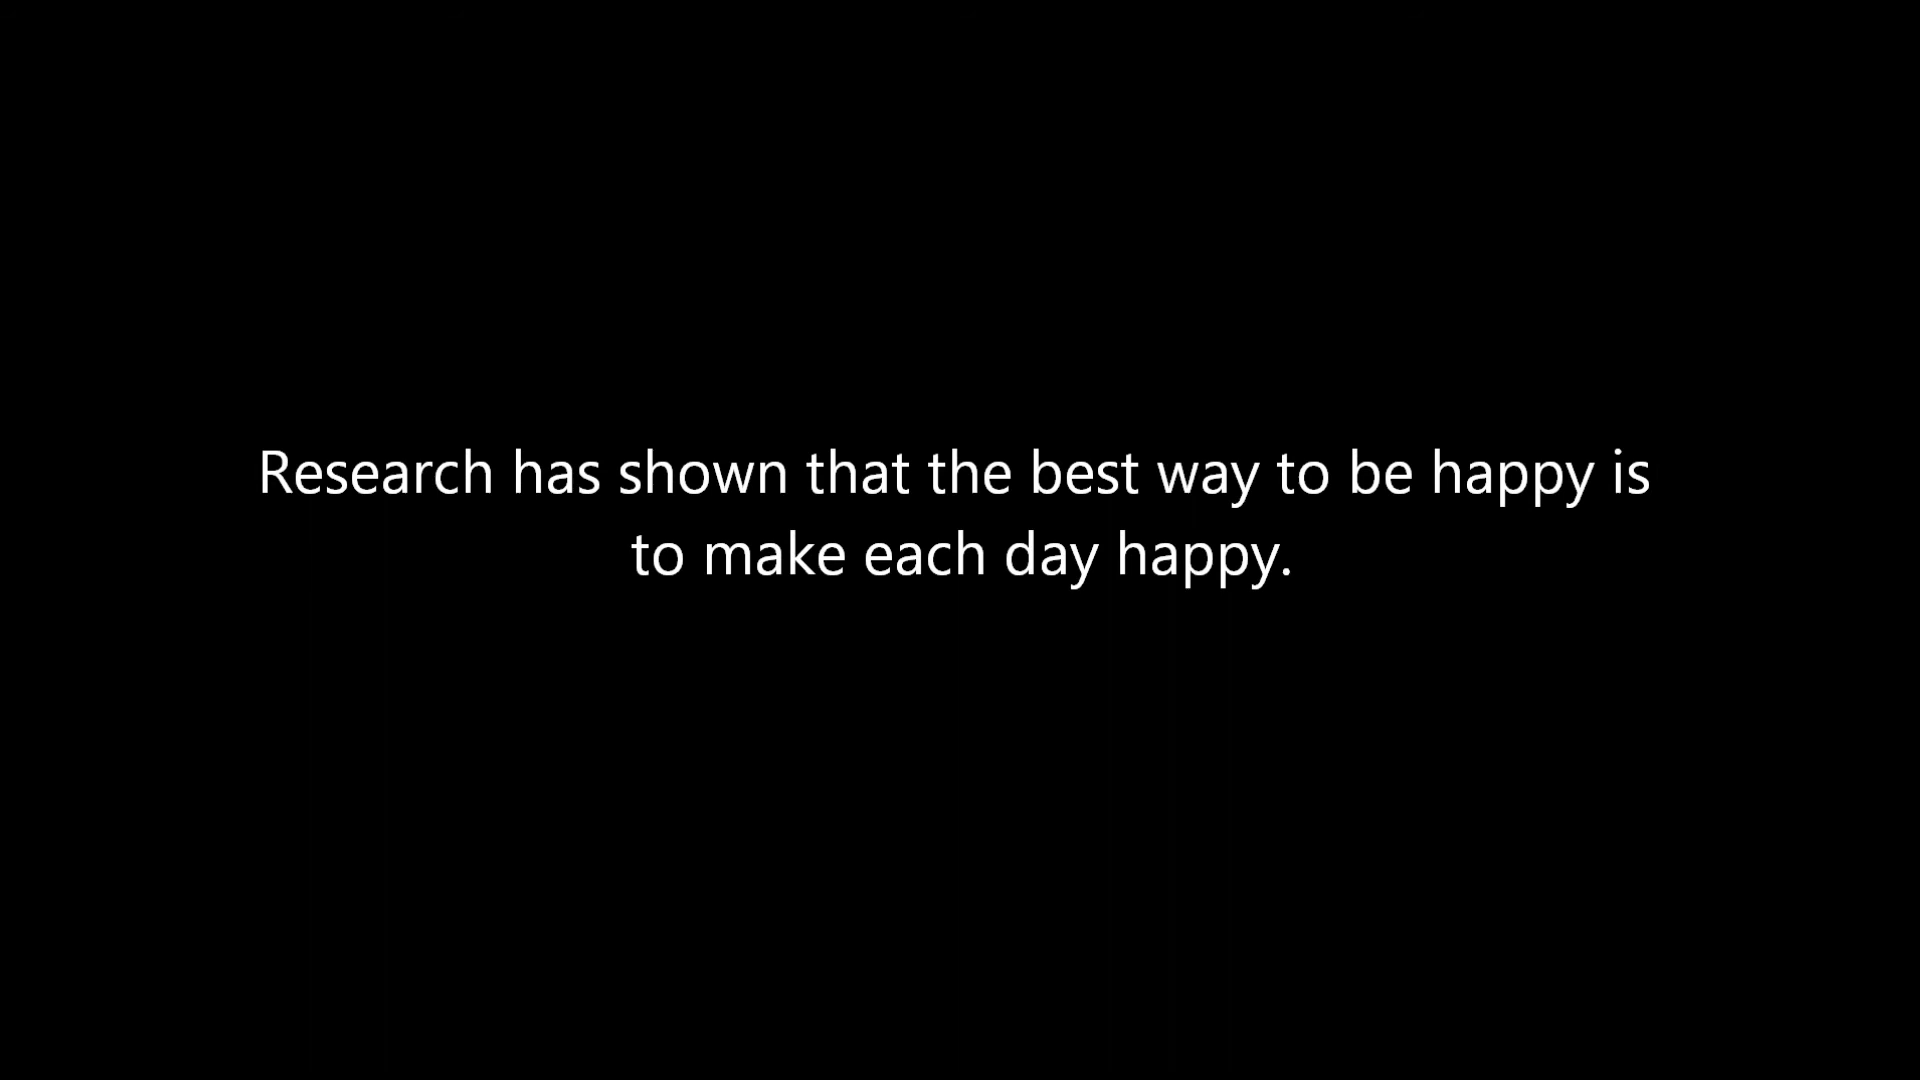 Research has shown that the best way to be happy is
to make each day happy.